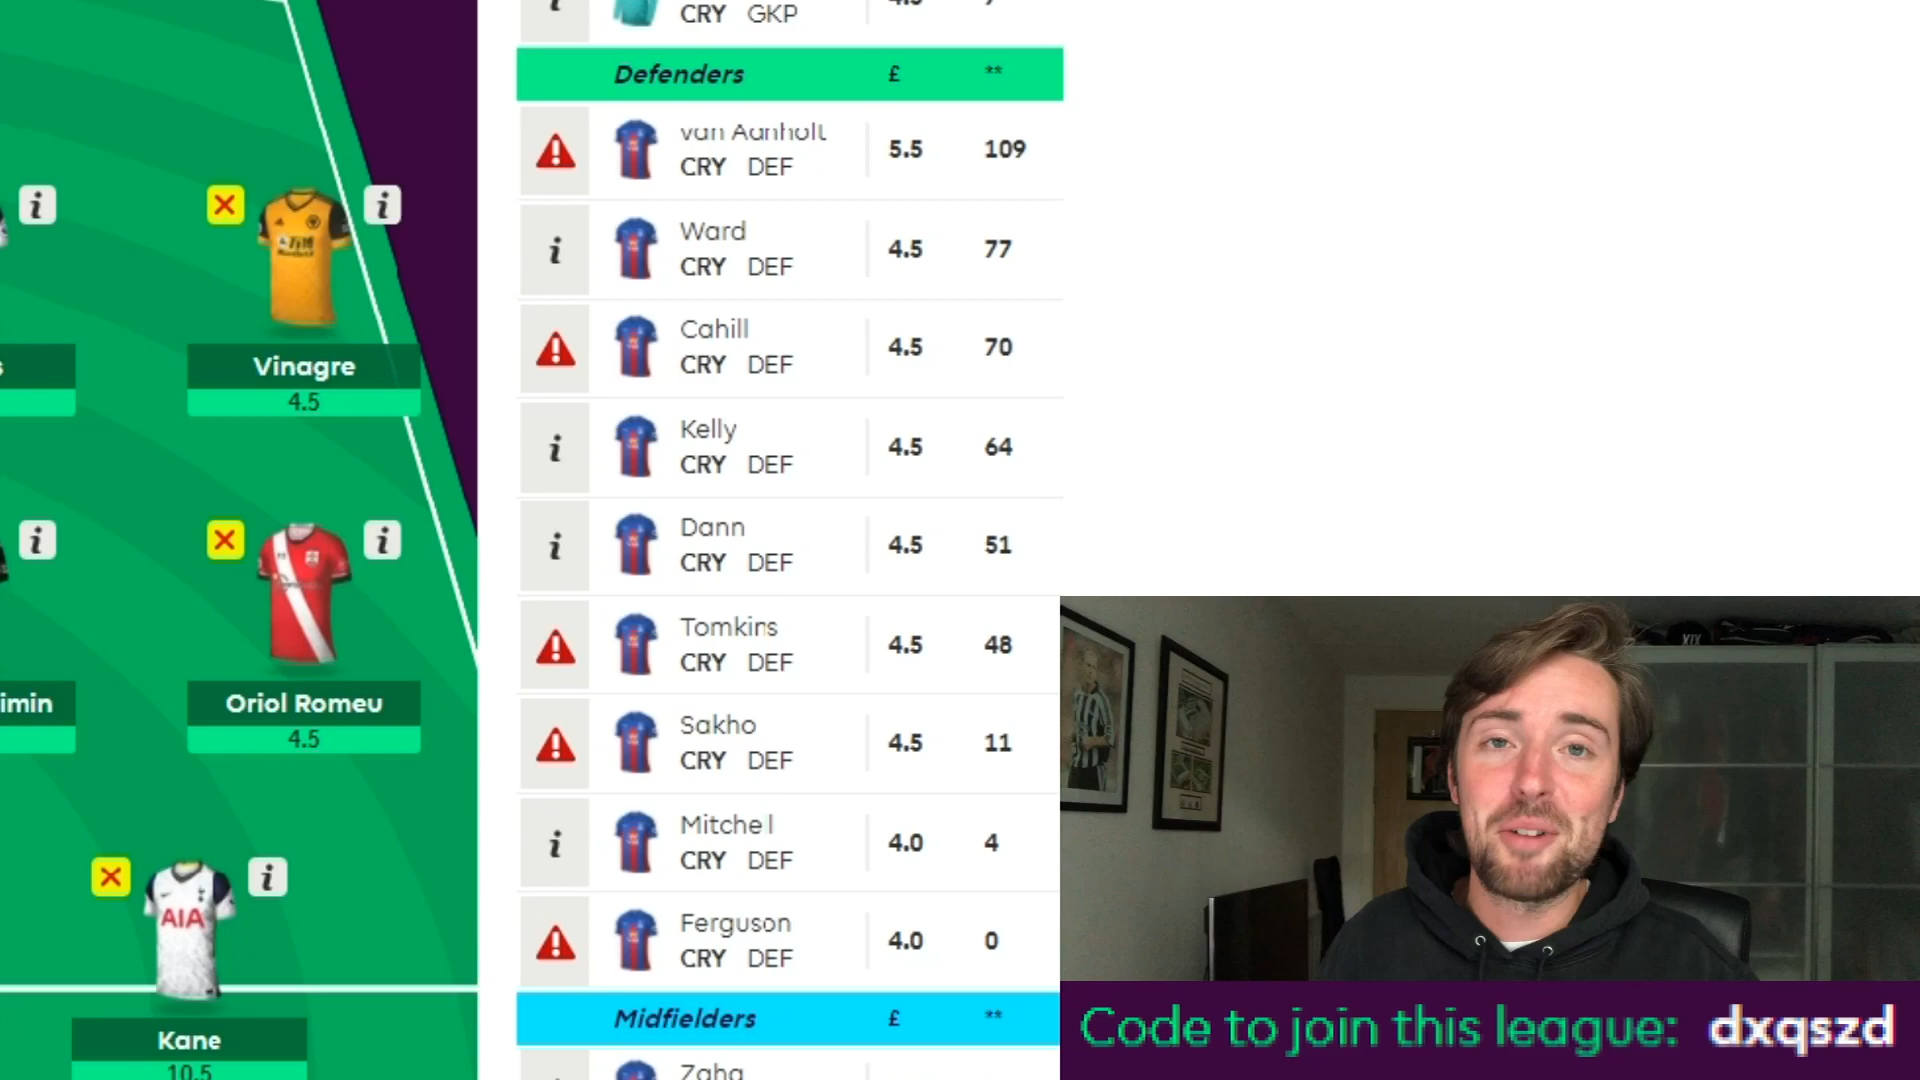 CRY GKP
Defenders £ **
van Aanholt
CRY DEF 5.5 109
Ward
CRY DEF 4.5 77
Cahill
CRY DEF 4.5 70
Kelly
CRY DEF 4.5 64
Dann
CRY DEF 4.5 51
Tomkins
CRY DEF 4.5 48
Sakho
CRY DEF 4.5 11
Mitchell
CRY DEF 4.0 4
Ferguson
CRY DEF 4.0 0
Midfielders £ **
Zaha
Vinagre
4.5
imin
Oriol Romeu
4.5
AIA
Kane
10.5
XIX
Code to join this league: dxqszd